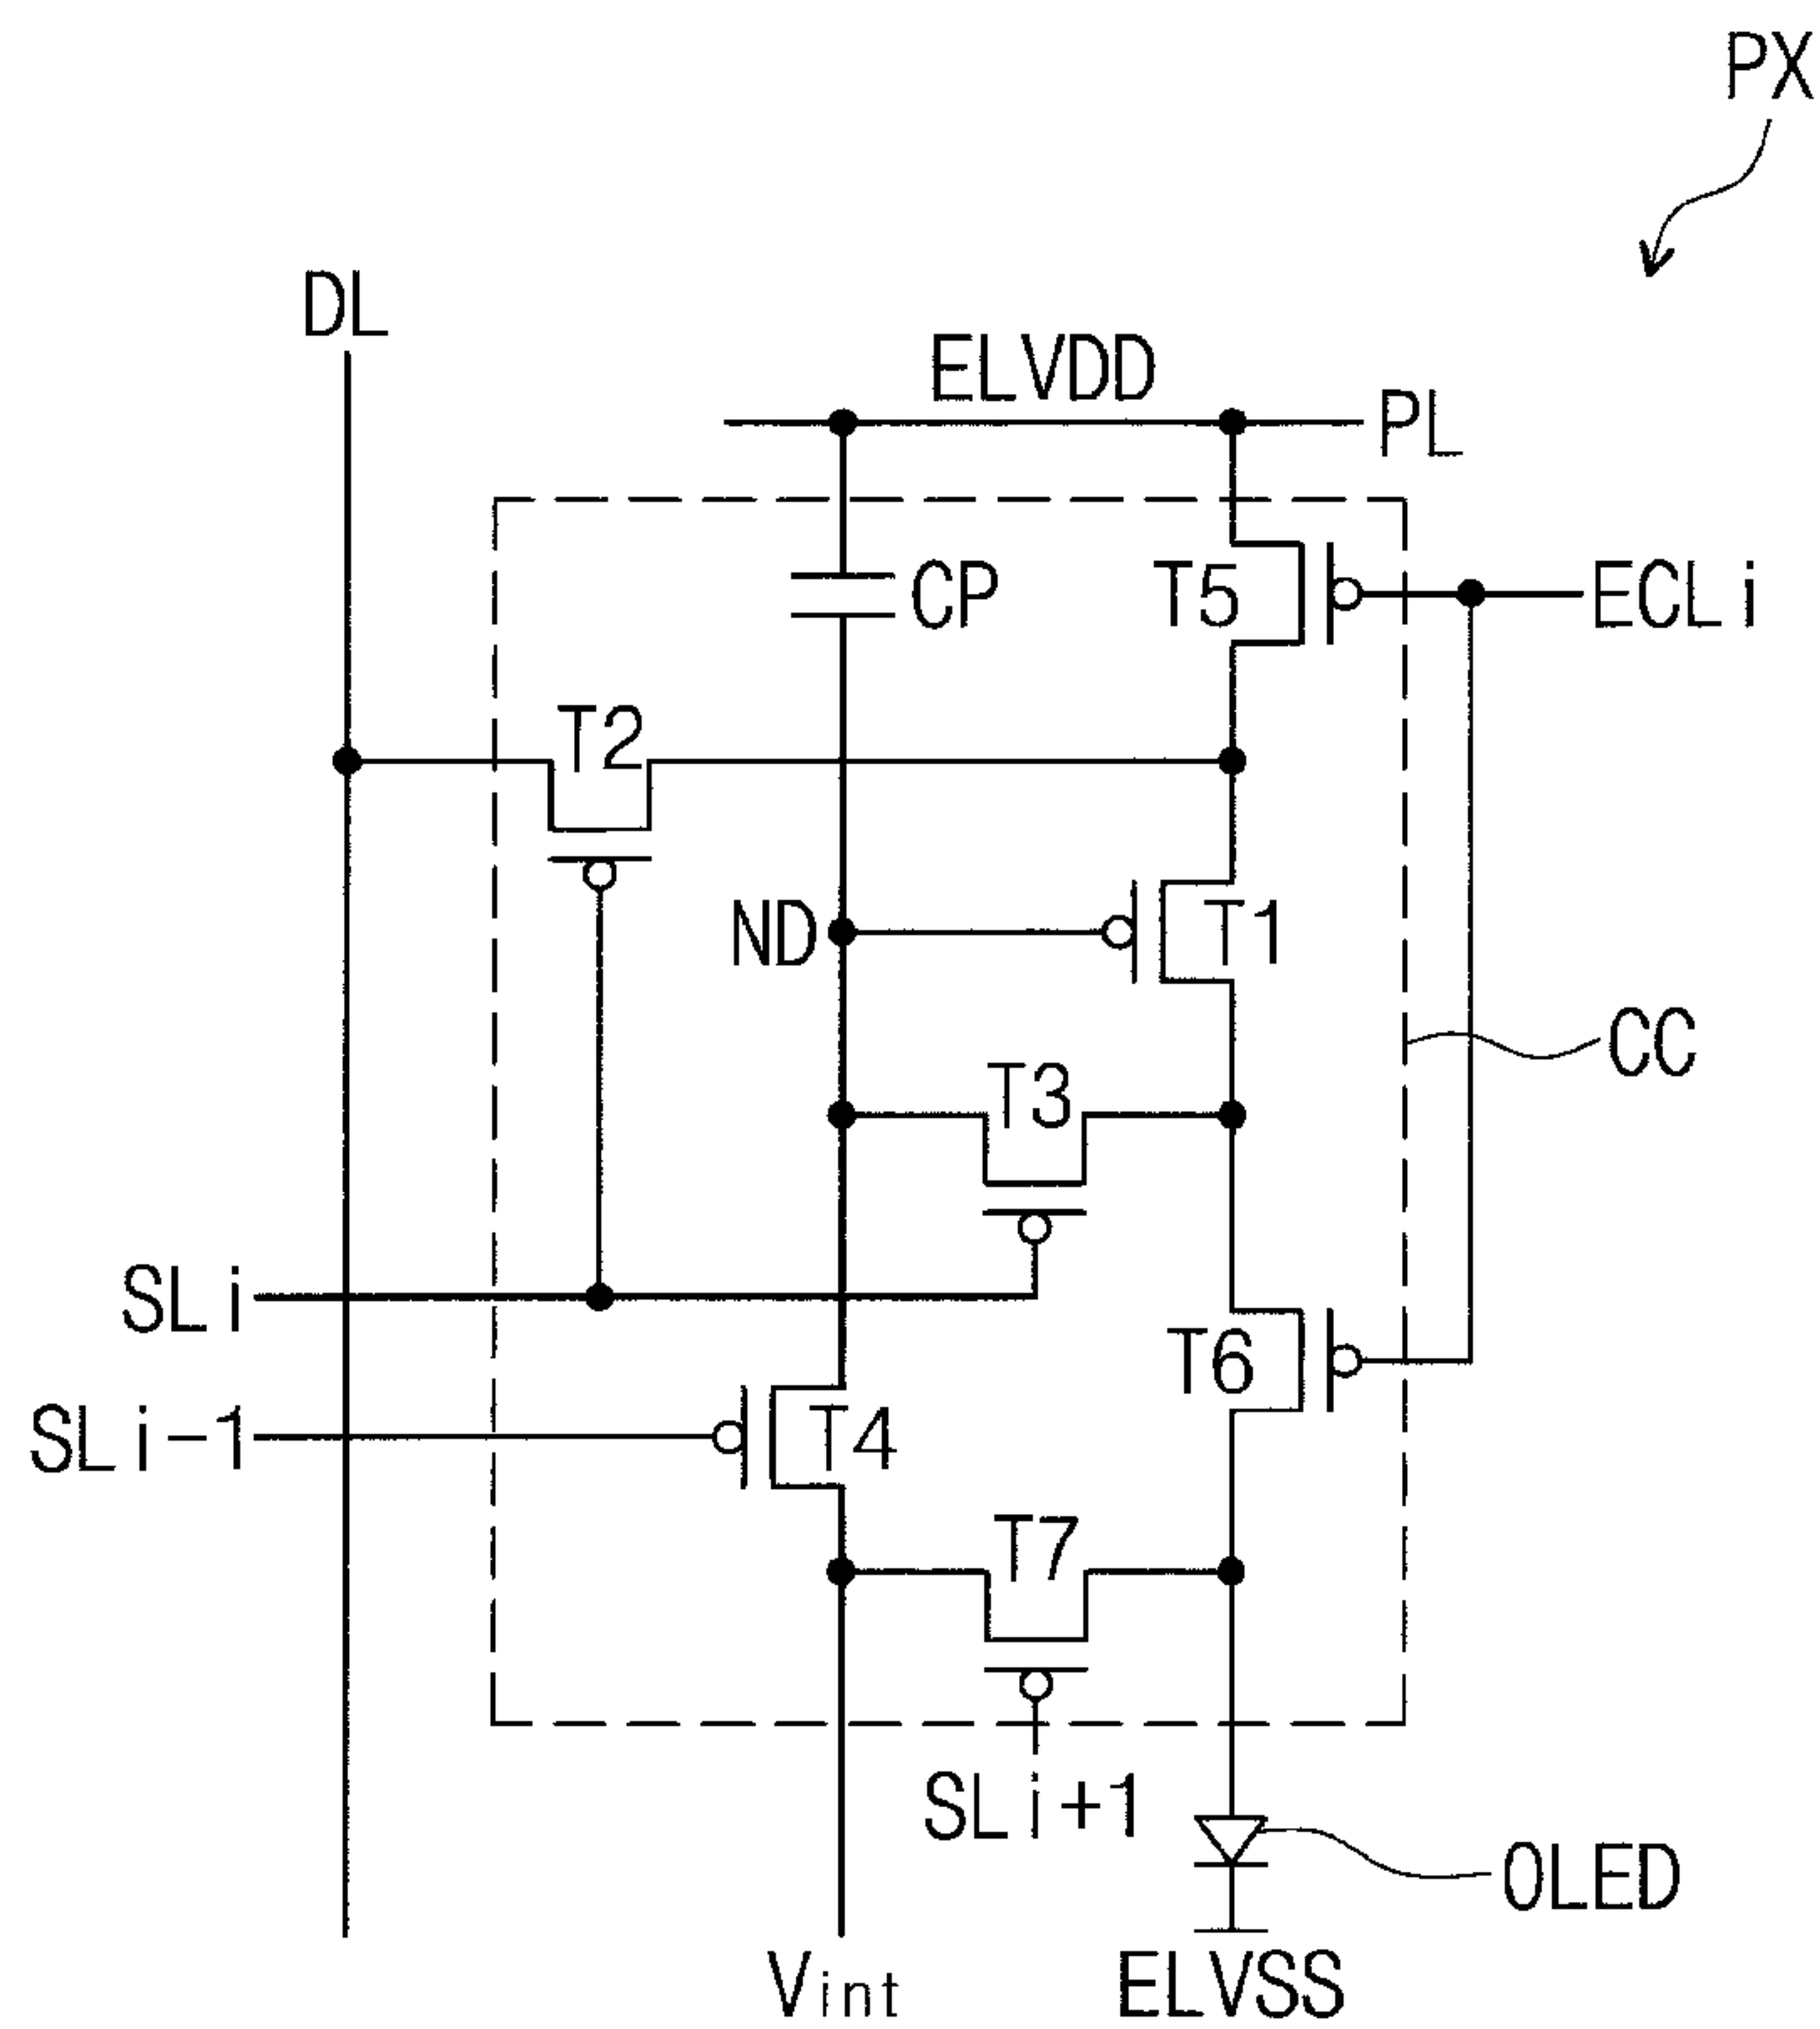 PX
DL
ELVDD
PL
CP
T5
ECLi
T2
ND
T1
CC
T3
SLi
T6
SLi-1
T4
T7
SLi+1
OLED
Vint
ELVSS